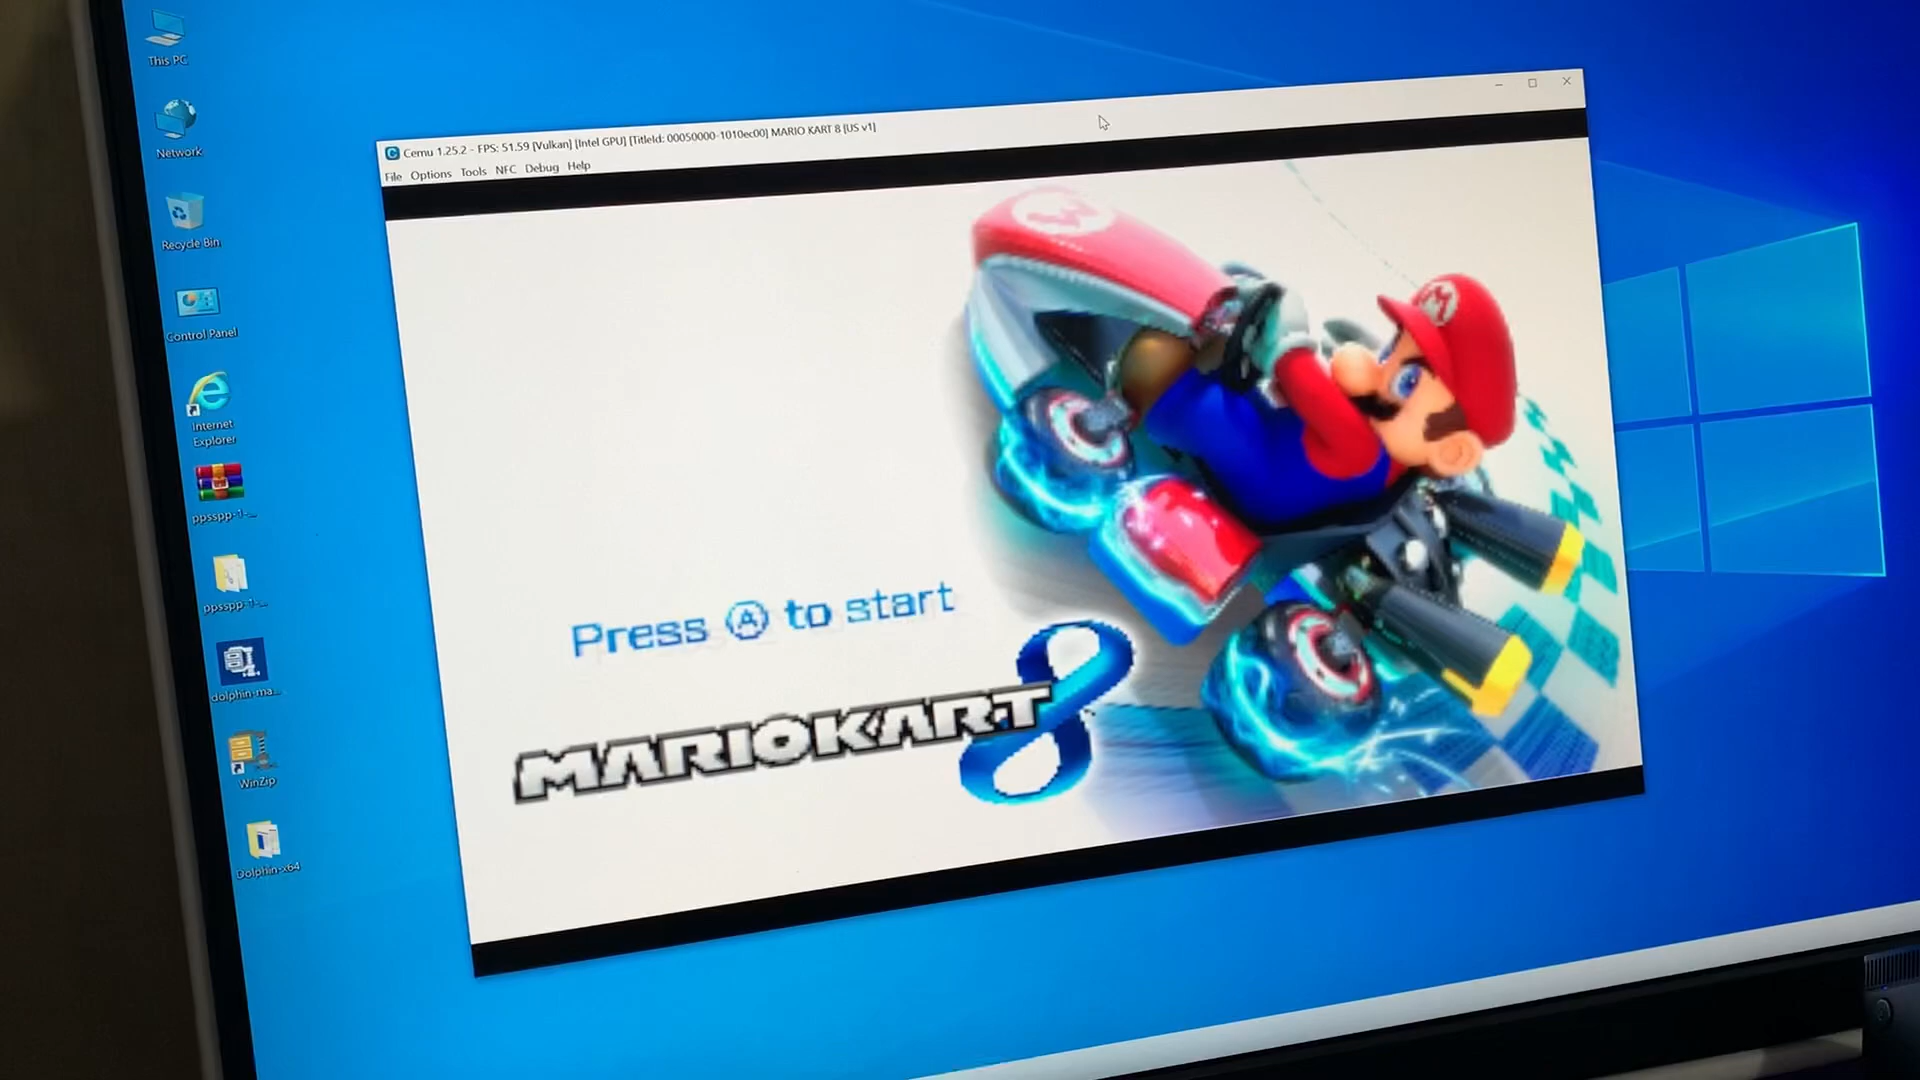 This PC
Network
Recycle Bin
Control Panel
Internet
Explorer
ppsspp-1-...
ppsspp-1-...
dolphin-ma...
WinZip
Dolphin-x64
Cemu 1.25.2 - FPS: 51.59 [Vulkan] [Intel GPU] [TitleId: 00050000-1010ec00] MARIO KART 8 [US v1]
File Options Tools NFC Debug Help
M
M
Press A to start
MARIOKART 8